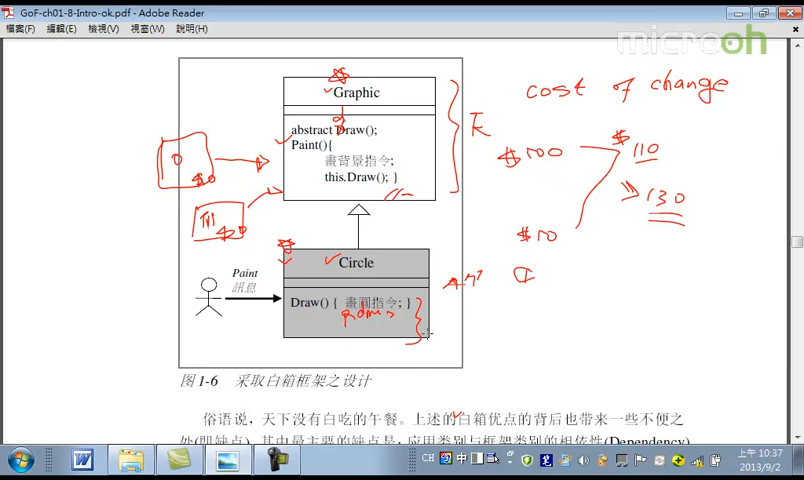 GoF-ch01-8-Intro-ok.pdf - Adobe Reader
檔案(F) 編輯(E) 檢視(V) 視窗(W) 說明(H)
microoh
Graphic
abstract Draw();
Paint(){
畫背景指令;
this.Draw(); }
Circle
Draw() { 畫圓指令; }
Paint
訊息
cost of change
E
$100
$
110
130
$10
图 1-6 采取白箱框架之设计
俗语说，天下没有白吃的午餐。上述的白箱优点的背后也带来一些不便之
处(即缺点)。其中最主要的缺点是：应用类别与框架类别的相依性(Dependency)
CH 中
上午 10:37
2013/9/2